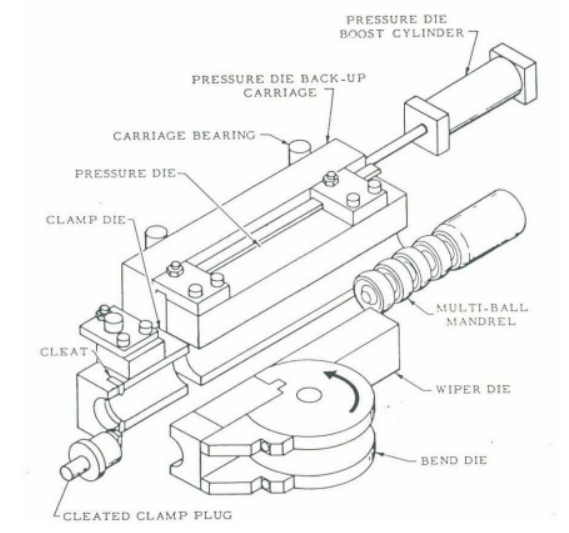 PRESSURE DIE
BOOST CYLINDER
PRESSURE DIE BACK-UP
CARRIAGE
CARRIAGE BEARING
PRESSURE DIE
CLAMP DIE
CLEAT
MULTI-BALL
MANDREL
WIPER DIE
BEND DIE
CLEATED CLAMP PLUG